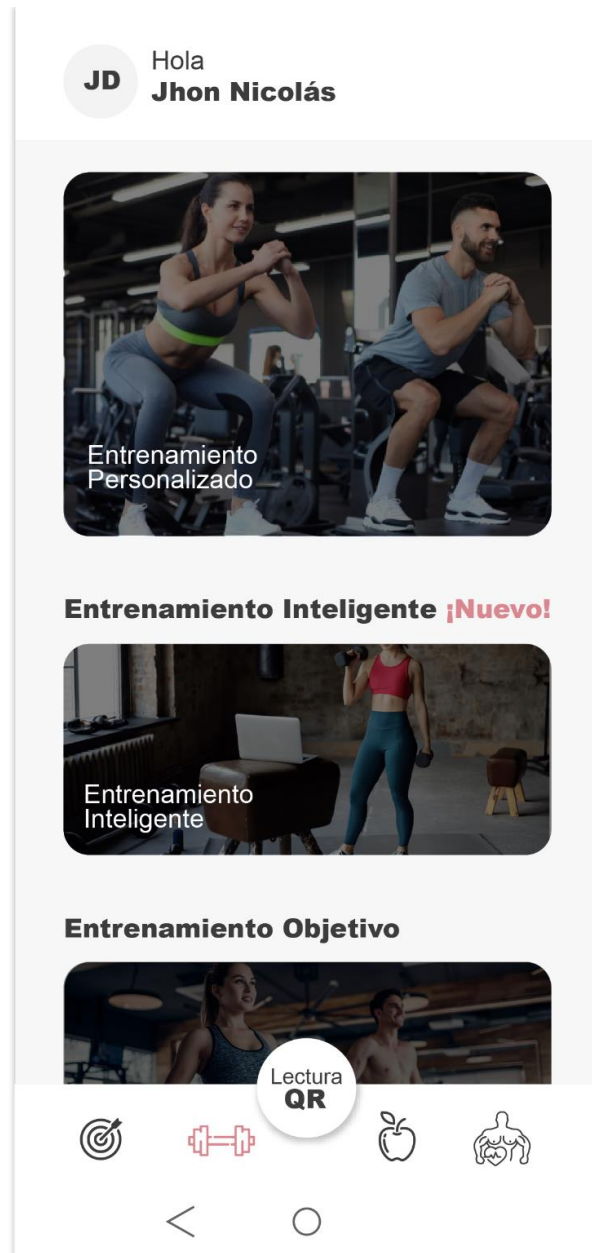 JD
Hola
Jhon Nicolás
Entrenamiento
Personalizado
Entrenamiento Inteligente ¡Nuevo!
Entrenamiento
Inteligente
Entrenamiento Objetivo
Lectura
QR